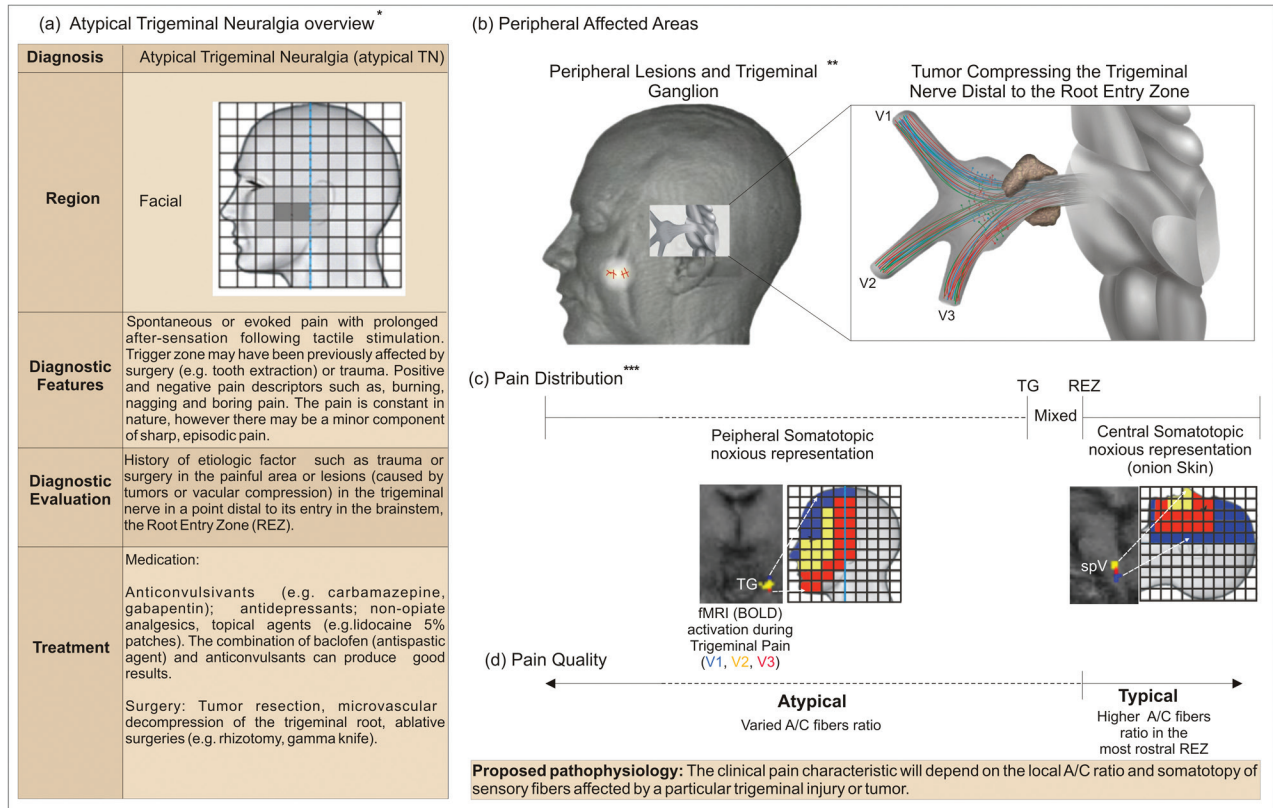 (a) Atypical Trigeminal Neuralgia overview*
Diagnosis
Atypical Trigeminal Neuralgia (atypical TN)
Region
Facial
Diagnostic
Features
Spontaneous or evoked pain with prolonged
after-sensation following tactile stimulation.
Trigger zone may have been previously affected by
surgery (e.g. tooth extraction) or trauma. Positive
and negative pain descriptors such as, burning,
nagging and boring pain. The pain is constant in
nature, however there may be a minor component
of sharp, episodic pain.
Diagnostic
Evaluation
History of etiologic factor such as trauma or
surgery in the painful area or lesions (caused by
tumors or vacular compression) in the trigeminal
nerve in a point distal to its entry in the brainstem,
the Root Entry Zone (REZ).
Treatment
Medication:
Anticonvulsivants (e.g. carbamazepine,
gabapentin); antidepressants; non-opiate
analgesics, topical agents (e.g.lidocaine 5%
patches). The combination of baclofen (antispastic
agent) and anticonvulsants can produce good
results.
Surgery: Tumor resection, microvascular
decompression of the trigeminal root, ablative
surgeries (e.g. rhizotomy, gamma knife).
(b) Peripheral Affected Areas
Peripheral Lesions and Trigeminal **
Ganglion
Tumor Compressing the Trigeminal
Nerve Distal to the Root Entry Zone
V1
V2
V3
(c) Pain Distribution***
TG
REZ
Mixed
Peipheral Somatotopic
noxious representation
Central Somatotopic
noxious representation
(onion Skin)
TG
spV
fMRI (BOLD)
activation during
Trigeminal Pain
(V1, V2, V3)
(d) Pain Quality
Atypical
Varied A/C fibers ratio
Typical
Higher A/C fibers
ratio in the
most rostral REZ
Proposed pathophysiology: The clinical pain characteristic will depend on the local A/C ratio and somatotopy of
sensory fibers affected by a particular trigeminal injury or tumor.